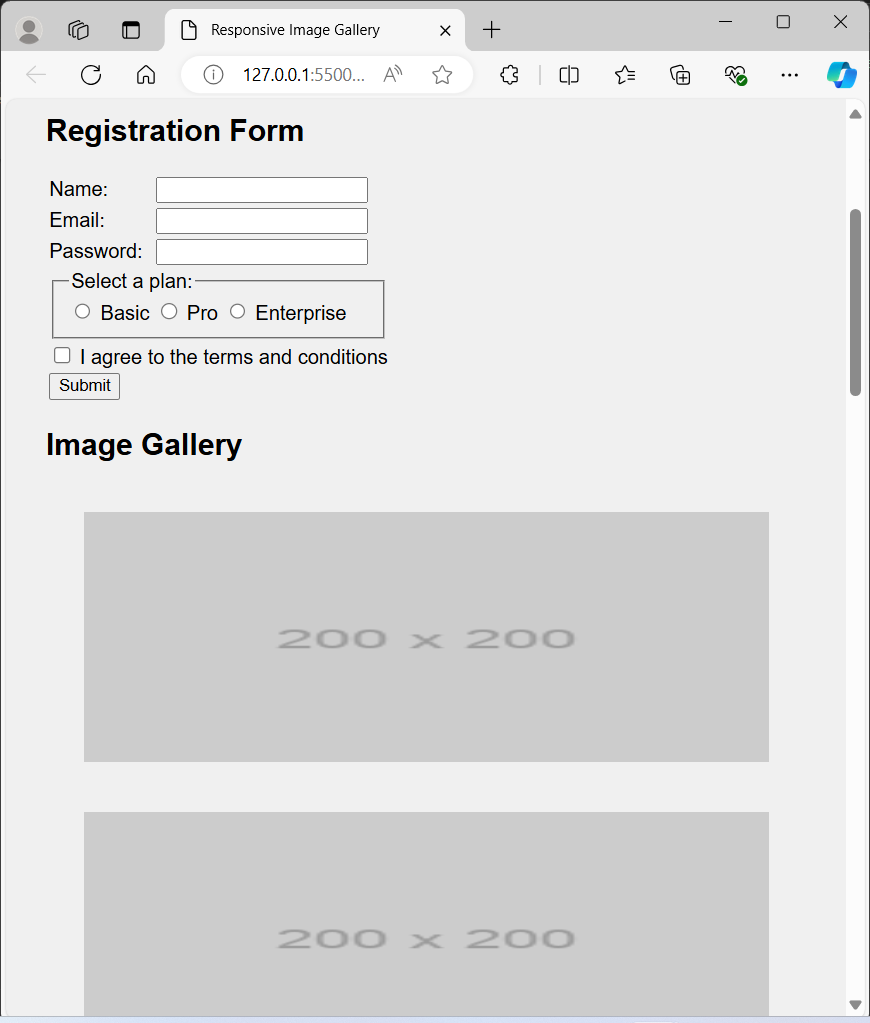 Responsive Image Gallery
127.0.0.1:5500...
Registration Form
Name:
Email:
Password:
Select a plan:
Basic Pro Enterprise
I agree to the terms and conditions
Submit
Image Gallery
200 x 200
200 x 200